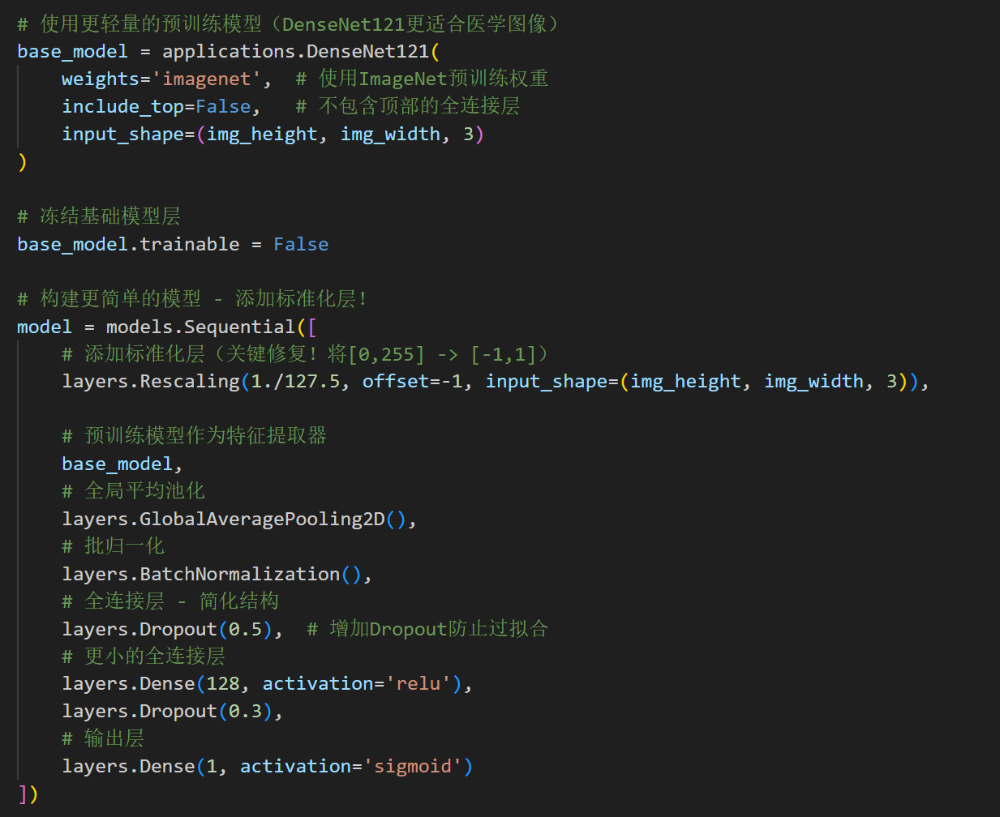 # 使用更轻量的预训练模型（DenseNet121更适合医学图像）
base_model = applications.DenseNet121(
    weights='imagenet',  # 使用ImageNet预训练权重
    include_top=False,   # 不包含顶部的全连接层
    input_shape=(img_height, img_width, 3)
)

# 冻结基础模型层
base_model.trainable = False

# 构建更简单的模型 - 添加标准化层！
model = models.Sequential([
    # 添加标准化层（关键修复！将[0,255] -> [-1,1]）
    layers.Rescaling(1./127.5, offset=-1, input_shape=(img_height, img_width, 3)),

    # 预训练模型作为特征提取器
    base_model,
    # 全局平均池化
    layers.GlobalAveragePooling2D(),
    # 批归一化
    layers.BatchNormalization(),
    # 全连接层 - 简化结构
    layers.Dropout(0.5),  # 增加Dropout防止过拟合
    # 更小的全连接层
    layers.Dense(128, activation='relu'),
    layers.Dropout(0.3),
    # 输出层
    layers.Dense(1, activation='sigmoid')
])